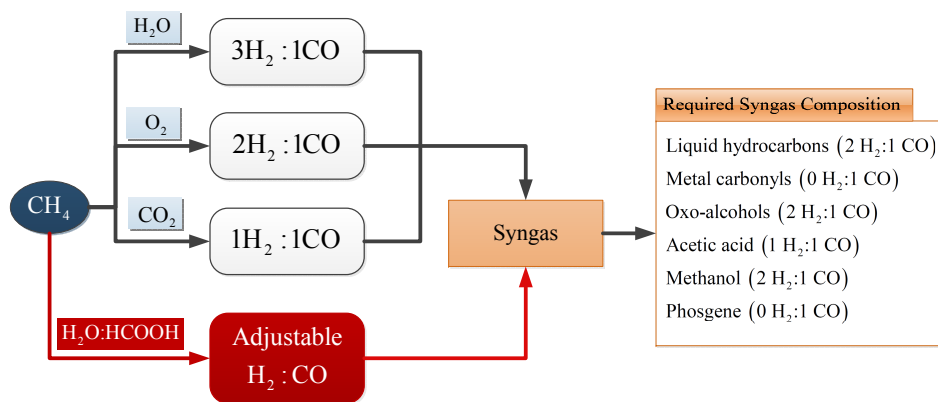 H₂O
3H₂ : 1CO
O₂
2H₂ : 1CO
CH₄
CO₂
1H₂ : 1CO
H₂O:HCOOH
Adjustable
H₂ : CO
Syngas
Required Syngas Composition
Liquid hydrocarbons (2 H₂:1 CO)
Metal carbonyls (0 H₂:1 CO)
Oxo-alcohols (2 H₂:1 CO)
Acetic acid (1 H₂:1 CO)
Methanol (2 H₂:1 CO)
Phosgene (0 H₂:1 CO)